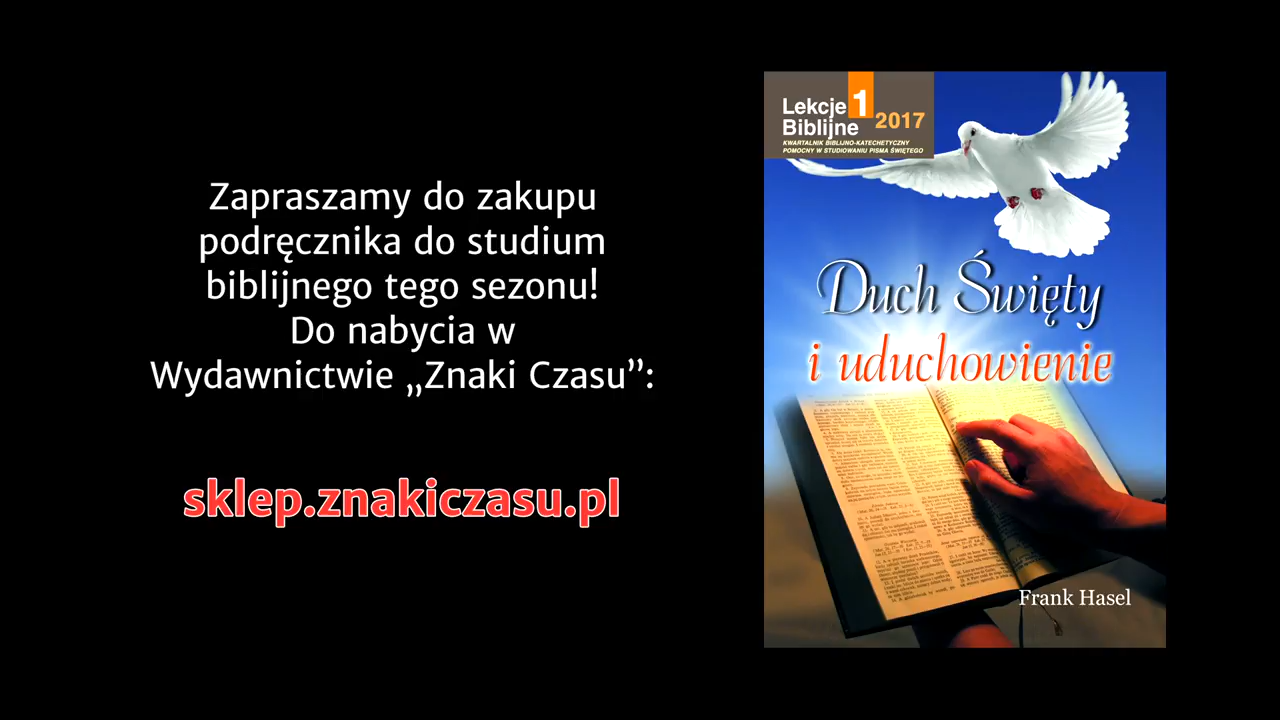 Zapraszamy do zakupu
podręcznika do studium
biblijnego tego sezonu!
Do nabycia w
Wydawnictwie „Znaki Czasu”:
sklep.znakiczasu.pl
Lekcje 1
Biblijne 2017
KWARTALNIK BIBLIJNO-KATECHETYCZNY
POMOCNY W STUDIOWANIU PISMA ŚWIĘTEGO
Duch Święty
i uduchowienie
Frank Hasel